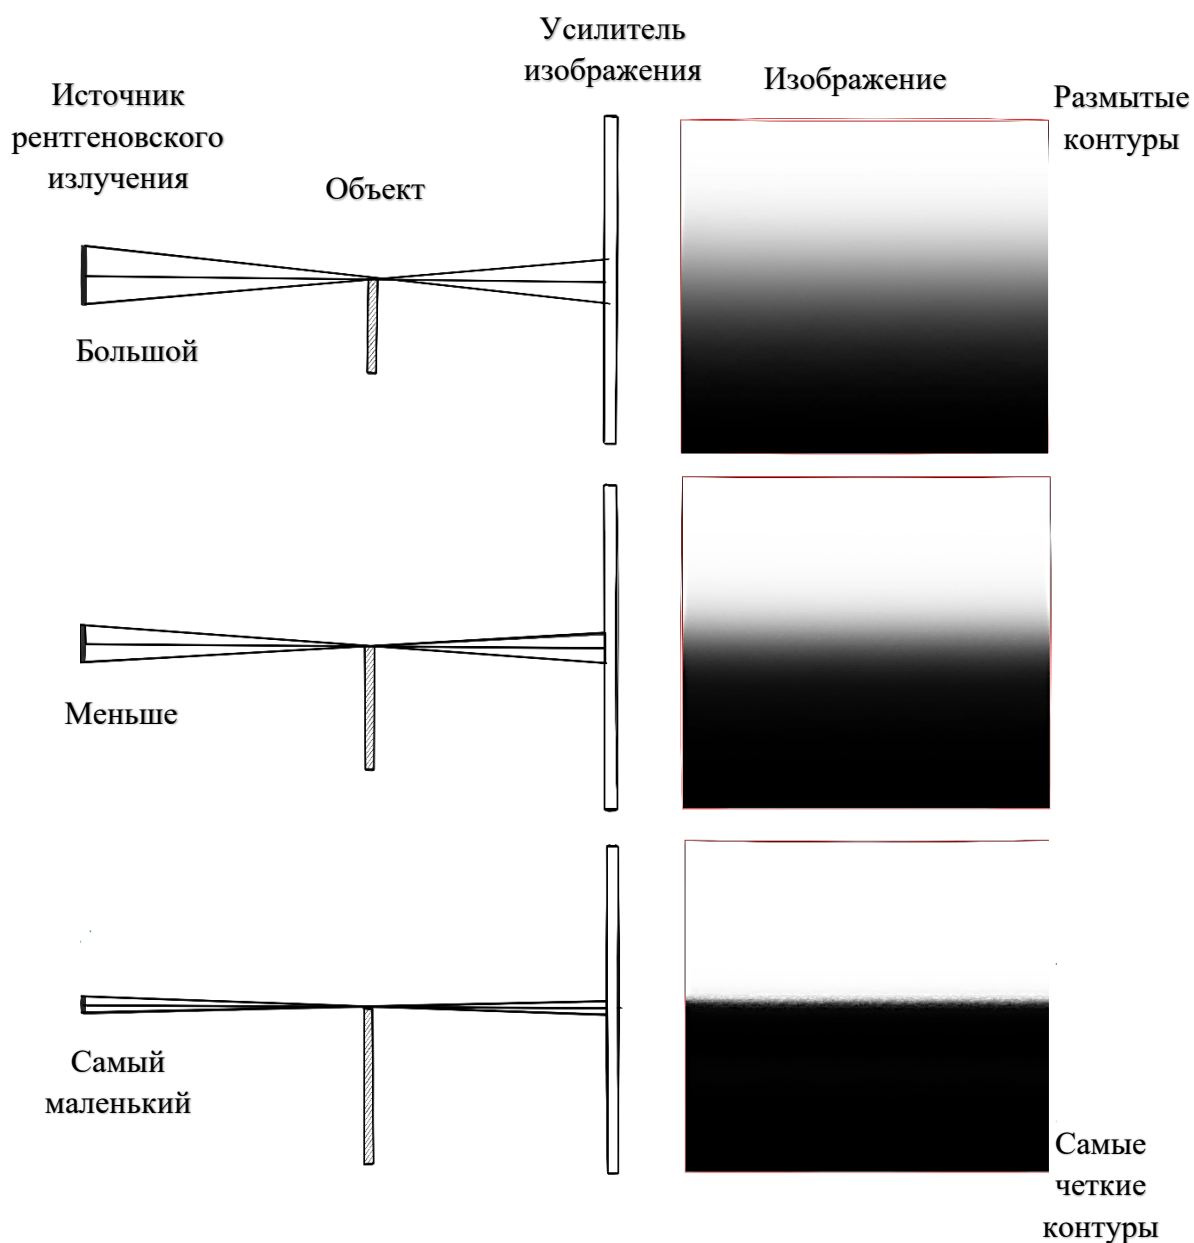 Усилитель
изображения
Изображение
Источник
рентгеновского
излучения
Размытые
контуры
Объект
Большой
Меньше
Самый
маленький
Самые
четкие
контуры